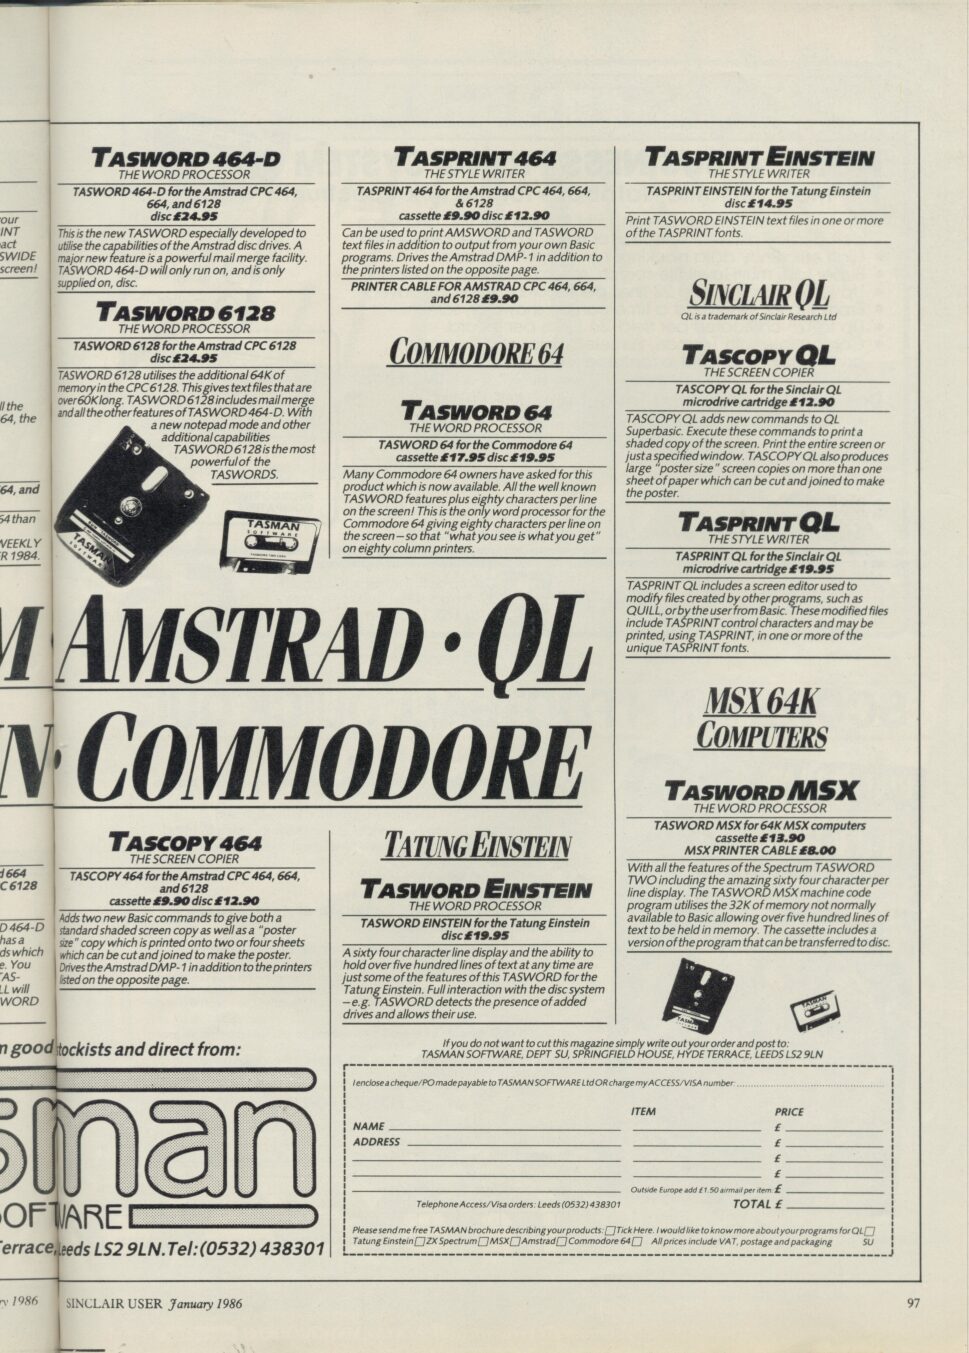 TASWORD 464-D
THE WORD PROCESSOR
TASWORD 464-D for the Amstrad CPC 464,
664, and 6128
disc £24.95
This is the new TASWORD especially developed to
utilise the capabilities of the Amstrad disc drives. A
major new feature is a powerful mail merge facility.
TASWORD 464-D will only run on, and is only
supplied on, disc.
TASWORD 6128
THE WORD PROCESSOR
TASWORD 6128 for the Amstrad CPC 6128
disc £24.95
TASWORD 6128 utilises the additional 64K of
memory in the CPC 6128. This gives text files that are
over 60K long. TASWORD 6128 includes mail merge
and all the other features of TASWORD 464-D. With
a new notepad mode and other
additional capabilities
TASWORD 6128 is the most
powerful of the
TASWORDS.
TASMAN
SOFTWARE
TASMAN
SOFTWARE
TASPRINT 464
THE STYLE WRITER
TASPRINT 464 for the Amstrad CPC 464, 664,
& 6128
cassette £9.90 disc £12.90
Can be used to print AMSWORD and TASWORD
text files in addition to output from your own Basic
programs. Drives the Amstrad DMP-1 in addition to
the printers listed on the opposite page.
PRINTER CABLE FOR AMSTRAD CPC 464, 664,
and 6128 £9.90
COMMODORE 64
TASWORD 64
THE WORD PROCESSOR
TASWORD 64 for the Commodore 64
cassette £17.95 disc £19.95
Many Commodore 64 owners have asked for this
product which is now available. All the well known
TASWORD features plus eighty characters per line
on the screen! This is the only word processor for the
Commodore 64 giving eighty characters per line on
the screen – so that "what you see is what you get"
on eighty column printers.
TASPRINT EINSTEIN
THE STYLE WRITER
TASPRINT EINSTEIN for the Tatung Einstein
disc £14.95
Print TASWORD EINSTEIN text files in one or more
of the TASPRINT fonts.
SINCLAIR QL
QL is a trademark of Sinclair Research Ltd
TASCOPY QL
THE SCREEN COPIER
TASCOPY QL for the Sinclair QL
microdrive cartridge £12.90
TASCOPY QL adds new commands to QL
Superbasic. Execute these commands to print a
shaded copy of the screen. Print the entire screen or
just a specified window. TASCOPY QL also produces
large "poster size" screen copies on more than one
sheet of paper which can be cut and joined to make
the poster.
TASPRINT QL
THE STYLE WRITER
TASPRINT QL for the Sinclair QL
microdrive cartridge £19.95
TASPRINT QL includes a screen editor used to
modify files created by other programs, such as
QUILL, or by the user from Basic. These modified files
include TASPRINT control characters and may be
printed, using TASPRINT, in one or more of the
unique TASPRINT fonts.
MSX 64K
COMPUTERS
TASWORD MSX
THE WORD PROCESSOR
TASWORD MSX for 64K MSX computers
cassette £13.90
MSX PRINTER CABLE £8.00
With all the features of the Spectrum TASWORD
TWO including the amazing sixty four character per
line display. The TASWORD MSX machine code
program utilises the 32K of memory not normally
available to Basic allowing over five hundred lines of
text to be held in memory. The cassette includes a
version of the program that can be transferred to disc.
TASMAN
TASMAN
AMSTRAD · QL
· COMMODORE
TASCOPY 464
THE SCREEN COPIER
TASCOPY 464 for the Amstrad CPC 464, 664,
and 6128
cassette £9.90 disc £12.90
Adds two new Basic commands to give both a
standard shaded screen copy as well as a "poster
size" copy which is printed onto two or four sheets
which can be cut and joined to make the poster.
Drives the Amstrad DMP-1 in addition to the printers
listed on the opposite page.
TATUNG EINSTEIN
TASWORD EINSTEIN
THE WORD PROCESSOR
TASWORD EINSTEIN for the Tatung Einstein
disc £19.95
A sixty four character line display and the ability to
hold over five hundred lines of text at any time are
just some of the features of this TASWORD for the
Tatung Einstein. Full interaction with the disc system
– e.g. TASWORD detects the presence of added
drives and allows their use.
good tockists and direct from:
sman
SOFTWARE
Terrace, Leeds LS2 9LN. Tel: (0532) 438301
If you do not want to cut this magazine simply write out your order and post to:
TASMAN SOFTWARE, DEPT SU, SPRINGFIELD HOUSE, HYDE TERRACE, LEEDS LS2 9LN
I enclose a cheque/PO made payable to TASMAN SOFTWARE Ltd OR charge my ACCESS/VISA number
ITEM PRICE
NAME £
ADDRESS £
£
£
Outside Europe add £1.50 airmail per item £
Telephone Access/Visa orders: Leeds (0532) 438301 TOTAL £
Please send me free TASMAN brochure describing your products: Tick Here. I would like to know more about your programs for QL
Tatung Einstein ZX Spectrum MSX Amstrad Commodore 64 All prices include VAT, postage and packaging SU
1986 SINCLAIR USER January 1986 97